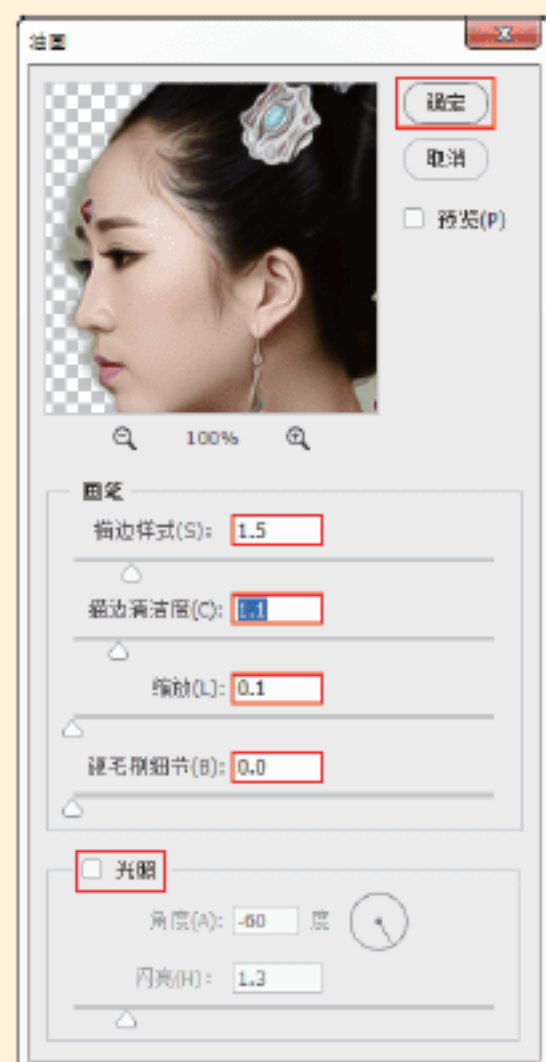 油画
确定
取消
预览(P)
100%
画笔
描边样式(S): 1.5
描边清洁度(C): 1.1
缩放(L): 0.1
硬毛刷细节(B): 0.0
光照
角度(A): -60 度
闪亮(H): 1.3